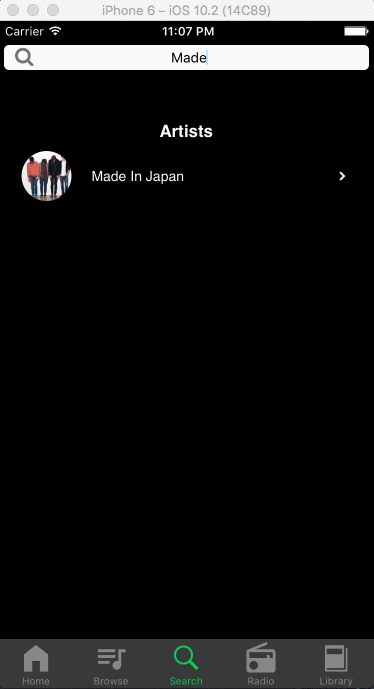 iPhone 6 – iOS 10.2 (14C89)
Carrier 11:07 PM
Made
Artists
Made In Japan
Home Browse Search Radio Library